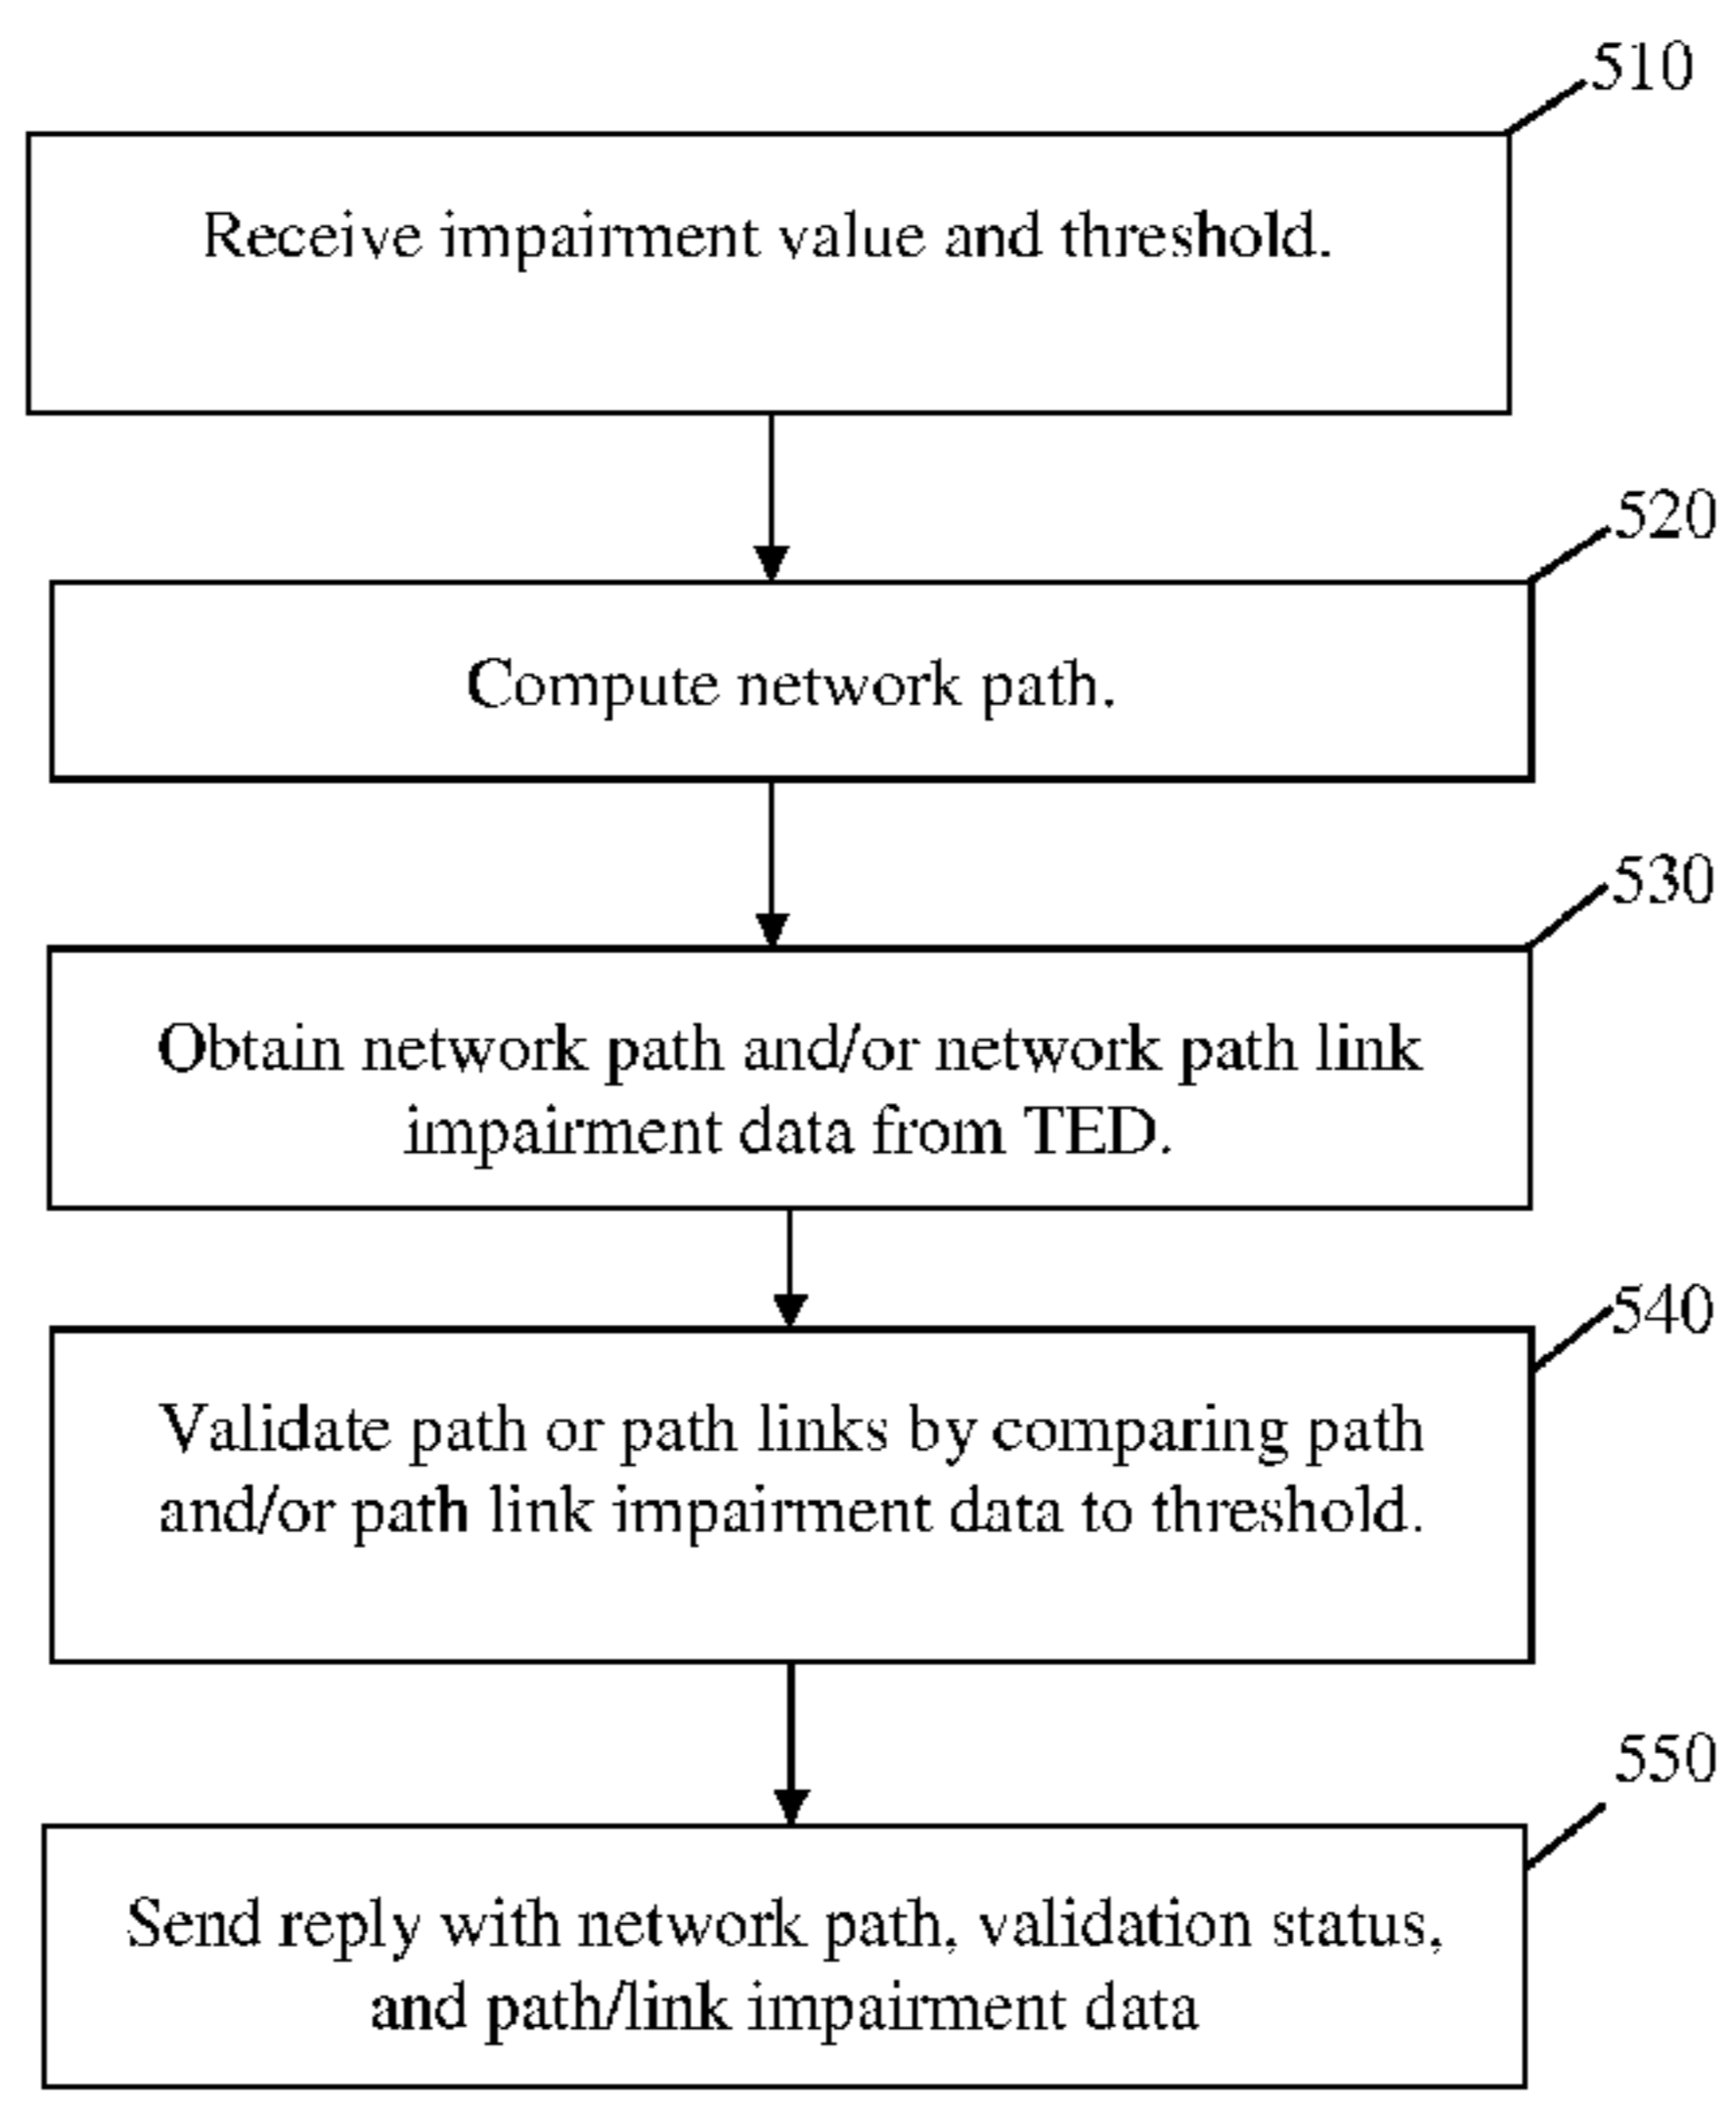 510
Receive impairment value and threshold.
520
Compute network path.
530
Obtain network path and/or network path link
impairment data from TED.
540
Validate path or path links by comparing path
and/or path link impairment data to threshold.
550
Send reply with network path, validation status,
and path/link impairment data